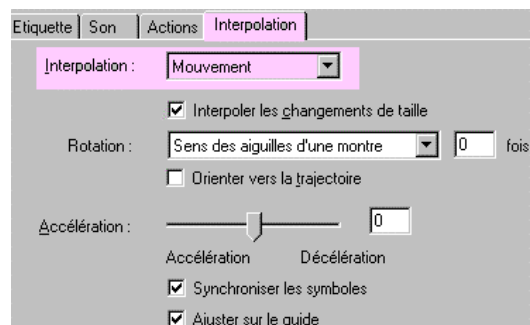 Etiquette Son Actions Interpolation
Interpolation : Mouvement
Interpoler les changements de taille
Rotation : Sens des aiguilles d'une montre 0 fois
Orienter vers la trajectoire
Accélération : 0
Accélération Décélération
Synchroniser les symboles
Ajuster sur le guide